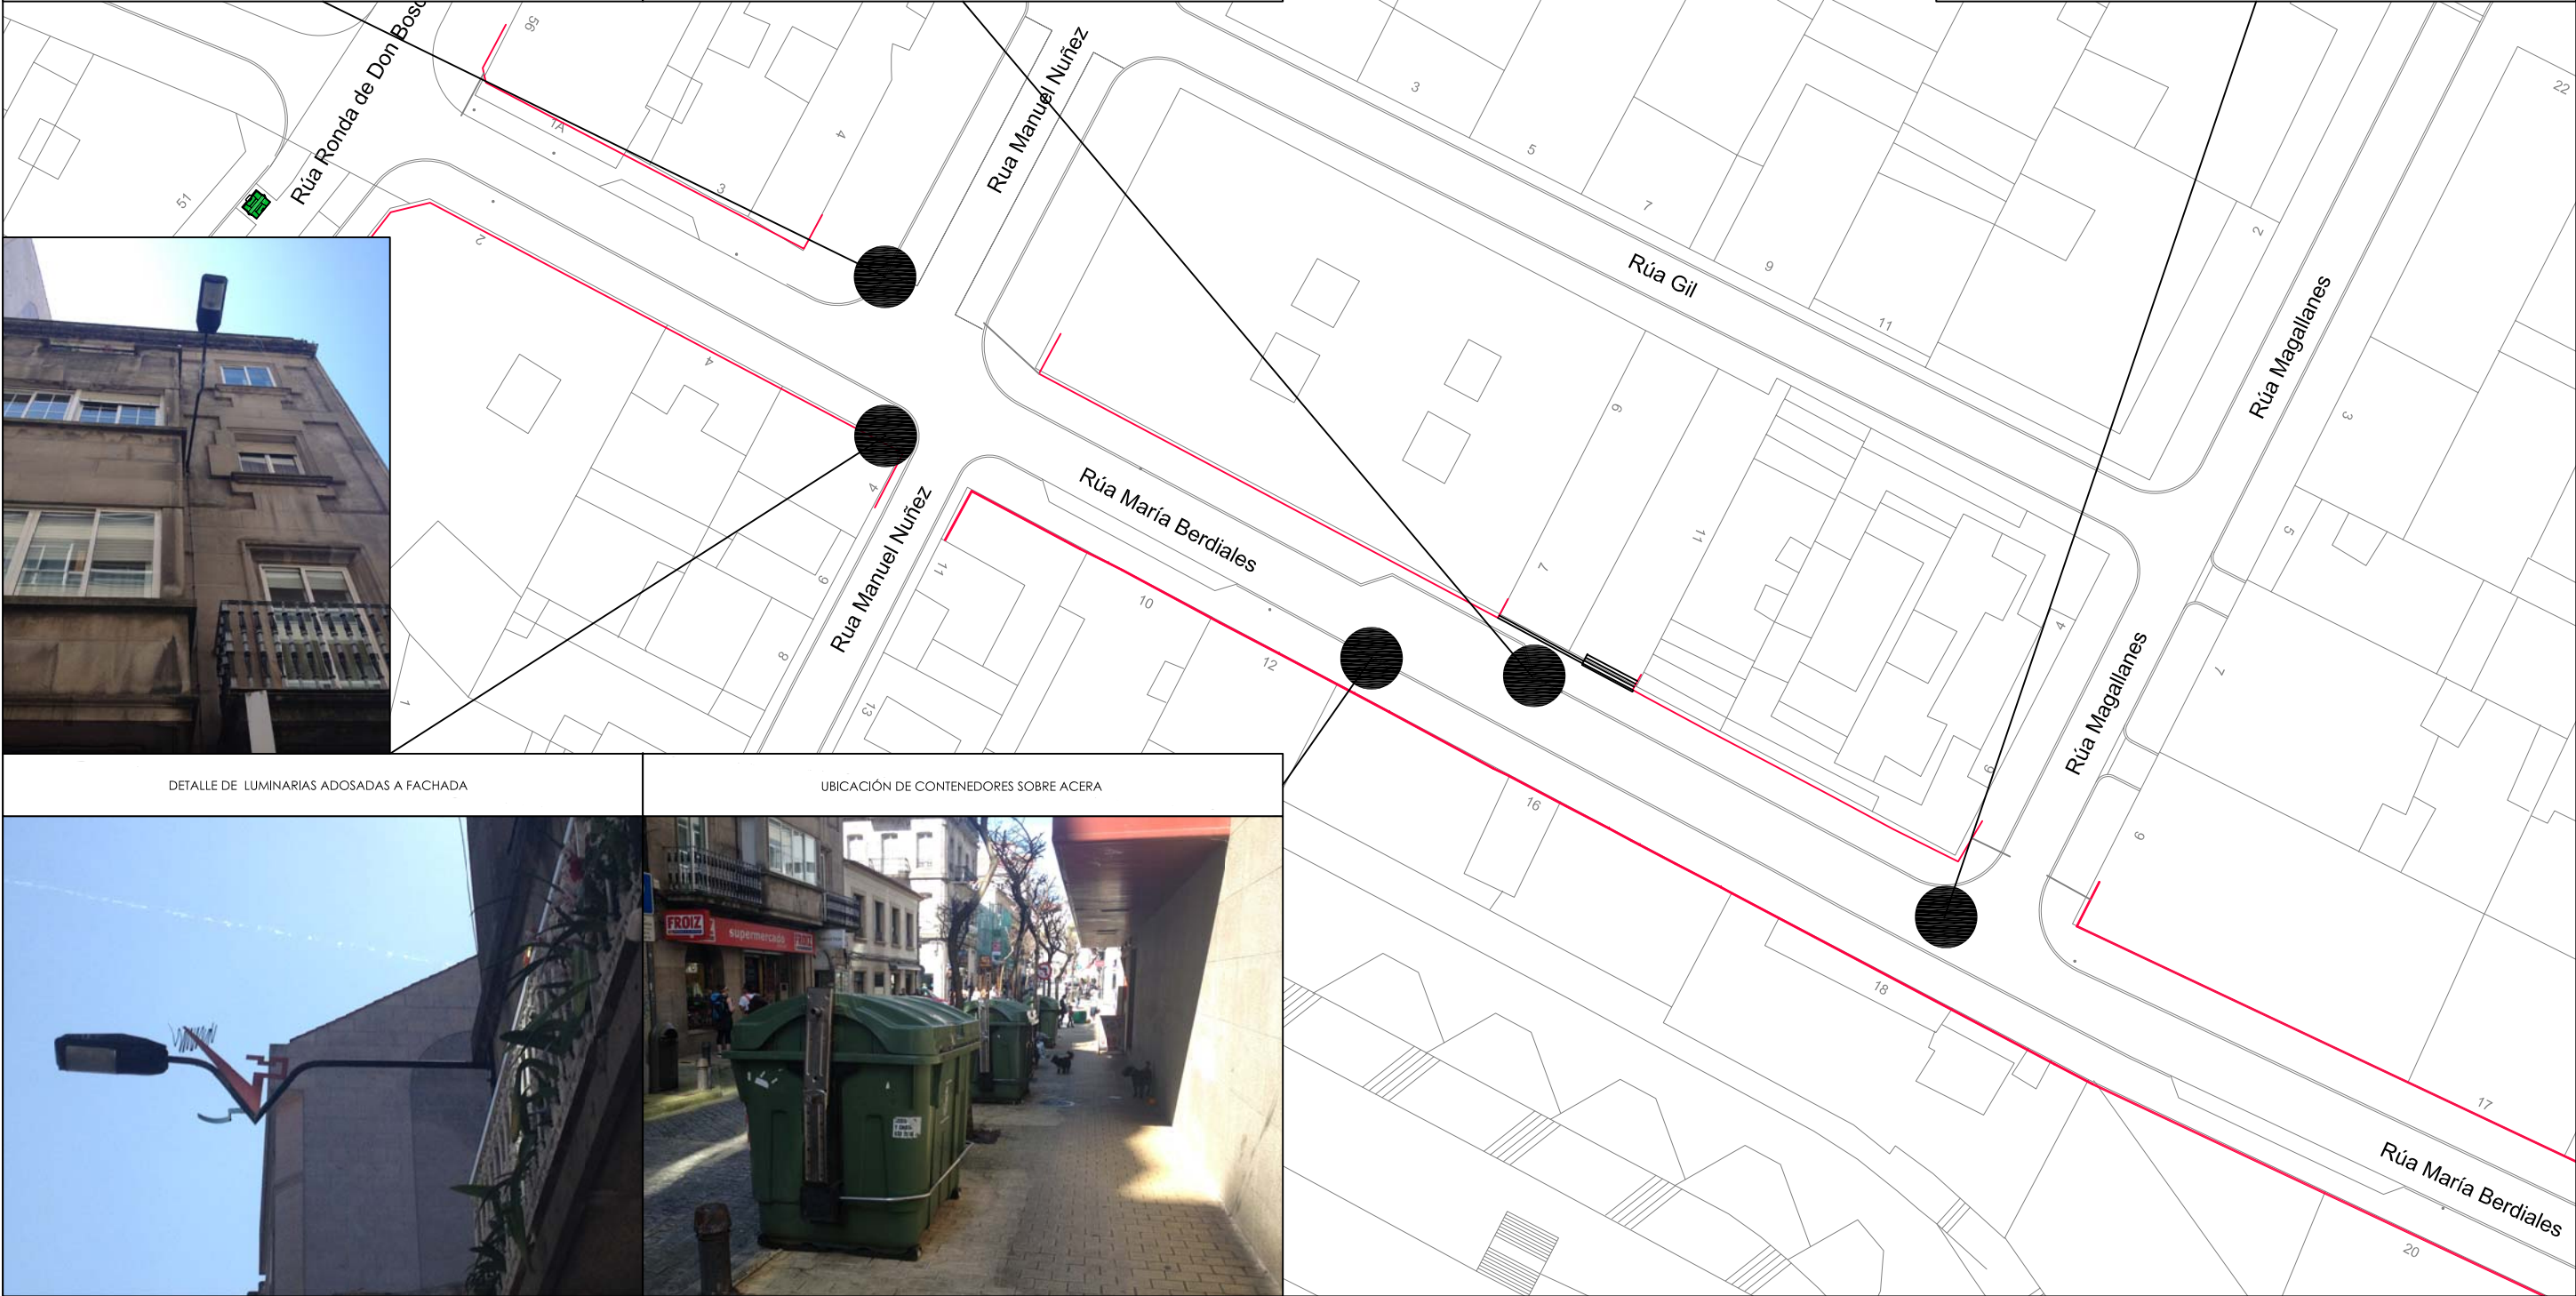 Rúa Ronda de Don Bosco
56
1A
3
4
51
2
4
Rua Manuel Nuñez
3
5
7
9
11
Rúa Gil
2
22
Rúa Magallanes
3
5
7
9
6
7
11
4
6
Rúa Magallanes
4
6
8
1
Rua Manuel Nuñez
11
13
10
12
Rúa María Berdiales
16
18
17
20
Rúa María Berdiales
DETALLE DE LUMINARIAS ADOSADAS A FACHADA
UBICACIÓN DE CONTENEDORES SOBRE ACERA
FROIZ
supermercado
FROIZ